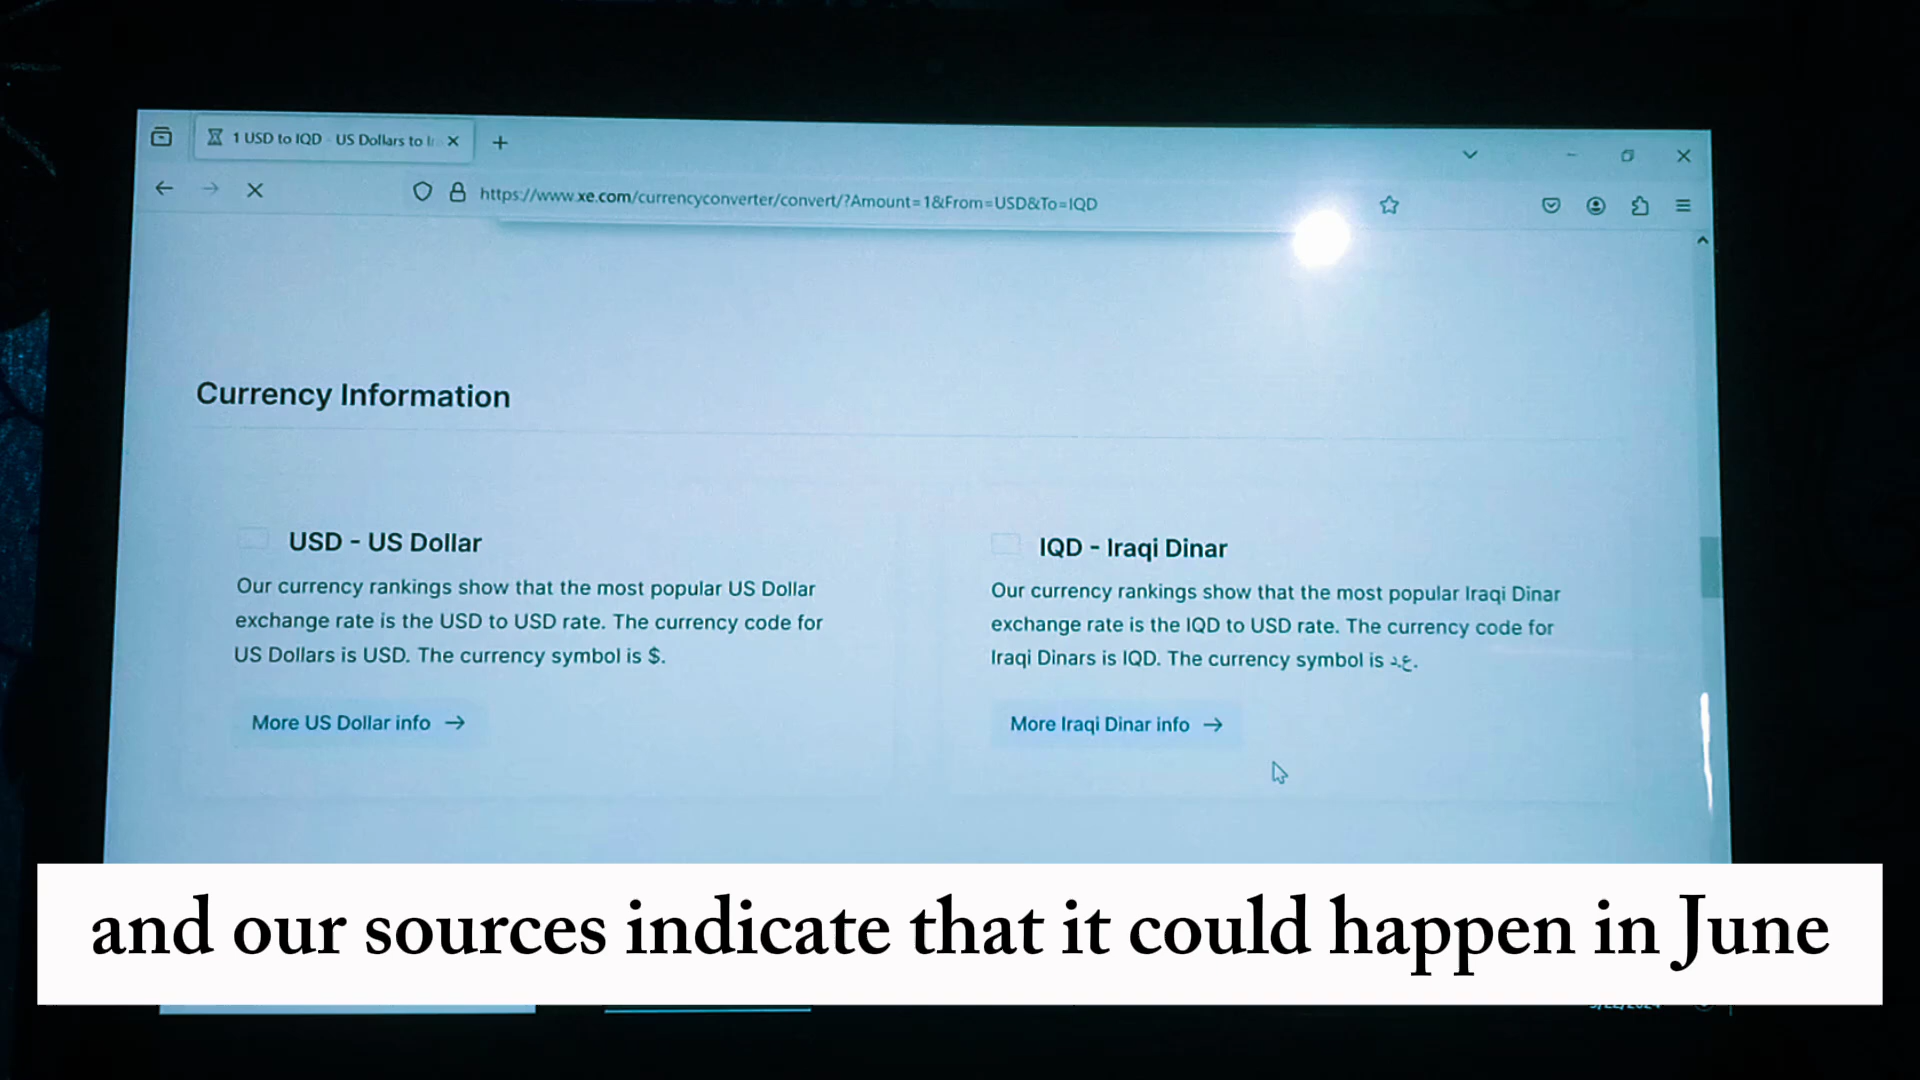 1 USD to IQD - US Dollars to
https://www.xe.com/currencyconverter/convert/?Amount=1&From=USD&To=IQD
Currency Information
USD - US Dollar
Our currency rankings show that the most popular US Dollar
exchange rate is the USD to USD rate. The currency code for
US Dollars is USD. The currency symbol is $.
More US Dollar info →
IQD - Iraqi Dinar
Our currency rankings show that the most popular Iraqi Dinar
exchange rate is the IQD to USD rate. The currency code for
Iraqi Dinars is IQD. The currency symbol is ع.د.
More Iraqi Dinar info →
and our sources indicate that it could happen in June